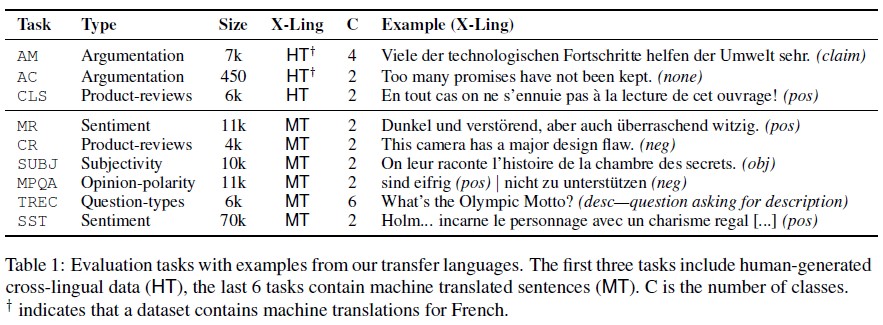 Task Type Size X-Ling C Example (X-Ling)
AM Argumentation 7k HT† 4 Viele der technologischen Fortschritte helfen der Umwelt sehr. (claim)
AC Argumentation 450 HT† 2 Too many promises have not been kept. (none)
CLS Product-reviews 6k HT 2 En tout cas on ne s'ennuie pas à la lecture de cet ouvrage! (pos)
MR Sentiment 11k MT 2 Dunkel und verstörend, aber auch überraschend witzig. (pos)
CR Product-reviews 4k MT 2 This camera has a major design flaw. (neg)
SUBJ Subjectivity 10k MT 2 On leur raconte l'histoire de la chambre des secrets. (obj)
MPQA Opinion-polarity 11k MT 2 sind eifrig (pos) | nicht zu unterstützen (neg)
TREC Question-types 6k MT 6 What's the Olympic Motto? (desc—question asking for description)
SST Sentiment 70k MT 2 Holm... incarne le personnage avec un charisme regal [...] (pos)
Table 1: Evaluation tasks with examples from our transfer languages. The first three tasks include human-generated
cross-lingual data (HT), the last 6 tasks contain machine translated sentences (MT). C is the number of classes.
† indicates that a dataset contains machine translations for French.